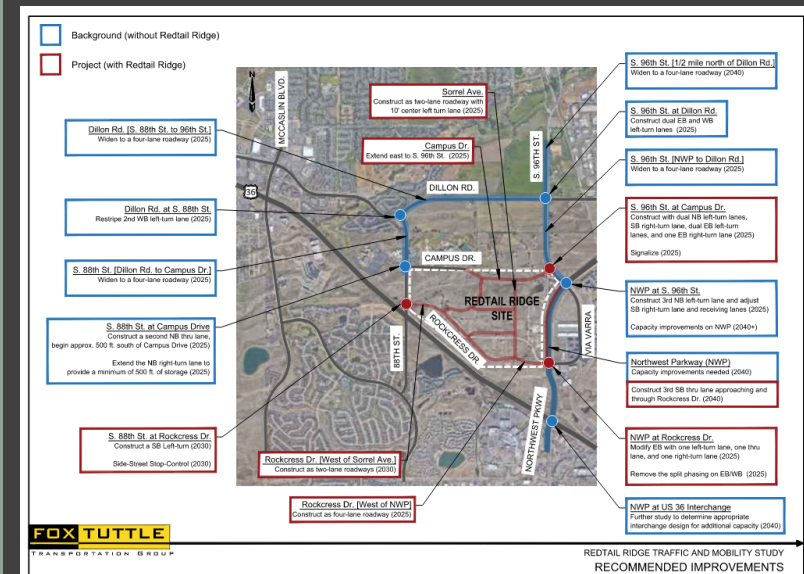 Background (without Redtail Ridge)
Project (with Redtail Ridge)
N
MCCASLIN BLVD.
Sorrel Ave.
Construct as two-lane roadway with
10' center left turn lane (2025)
Campus Dr.
Extend east to S. 96th St. (2025)
S. 96TH ST.
DILLON RD.
36
CAMPUS DR.
REDTAIL RIDGE
SITE
88TH ST.
ROCKCRESS DR.
VIA VARRA
NORTHWEST PKWY
Dillon Rd. [S. 88th St. to 96th St.]
Widen to a four-lane roadway (2025)
Dillon Rd. at S. 88th St.
Restripe 2nd WB left-turn lane (2025)
S. 88th St. [Dillon Rd. to Campus Dr.]
Widen to a four-lane roadway (2025)
S. 88th St. at Campus Drive
Construct a second NB thru lane,
begin approx. 500 ft. south of Campus Drive (2025)
Extend the NB right-turn lane to
provide a minimum of 500 ft. of storage (2025)
S. 88th St. at Rockcress Dr.
Construct a SB Left-turn (2030)
Side-Street Stop-Control (2030)
Rockcress Dr. [West of Sorrel Ave.]
Construct as two-lane roadways (2030)
Rockcress Dr. [West of NWP]
Construct as four-lane roadway (2025)
S. 96th St. [1/2 mile north of Dillon Rd.]
Widen to a four-lane roadway (2040)
S. 96th St. at Dillon Rd.
Construct dual EB and WB
left-turn lanes (2025)
S. 96th St. [NWP to Dillon Rd.]
Widen to a four-lane roadway (2025)
S. 96th St. at Campus Dr.
Construct with dual NB left-turn lanes,
SB right-turn lane, dual EB left-turn
lanes, and one EB right-turn lane (2025)
Signalize (2025)
NWP at S. 96th St.
Construct 3rd NB left-turn lane and adjust
SB right-turn lane and receiving lanes (2025)
Capacity improvements on NWP (2040+)
Northwest Parkway (NWP)
Capacity improvements needed (2040)
Construct 3rd SB thru lane approaching and
through Rockcress Dr. (2040)
NWP at Rockcress Dr.
Modify EB with one left-turn lane, one thru
lane, and one right-turn lane (2025)
Remove the split phasing on EB/WB (2025)
NWP at US 36 Interchange
Further study to determine appropriate
interchange design for additional capacity (2040)
FOX TUTTLE
TRANSPORTATION GROUP
REDTAIL RIDGE TRAFFIC AND MOBILITY STUDY
RECOMMENDED IMPROVEMENTS